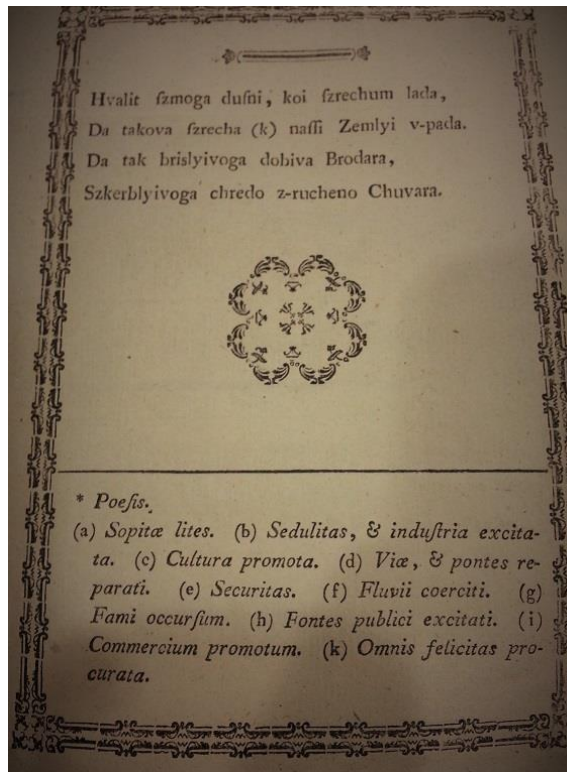 Hvalit ſzmoga duſni, koi ſzrechum lada,
Da takova ſzrecha (k) naſſi Zemlyi v-pada.
Da tak brislyivoga dobiva Brodara,
Szkerblyivoga chredo z-rucheno Chuvara.
* Poeſis.
(a) Sopitæ lites. (b) Sedulitas, & induſtria excita-
ta. (c) Cultura promota. (d) Viæ, & pontes re-
parati. (e) Securitas. (f) Fluvii coerciti. (g)
Fami occurſum. (h) Fontes publici excitati. (i)
Commercium promotum. (k) Omnis felicitas pro-
curata.